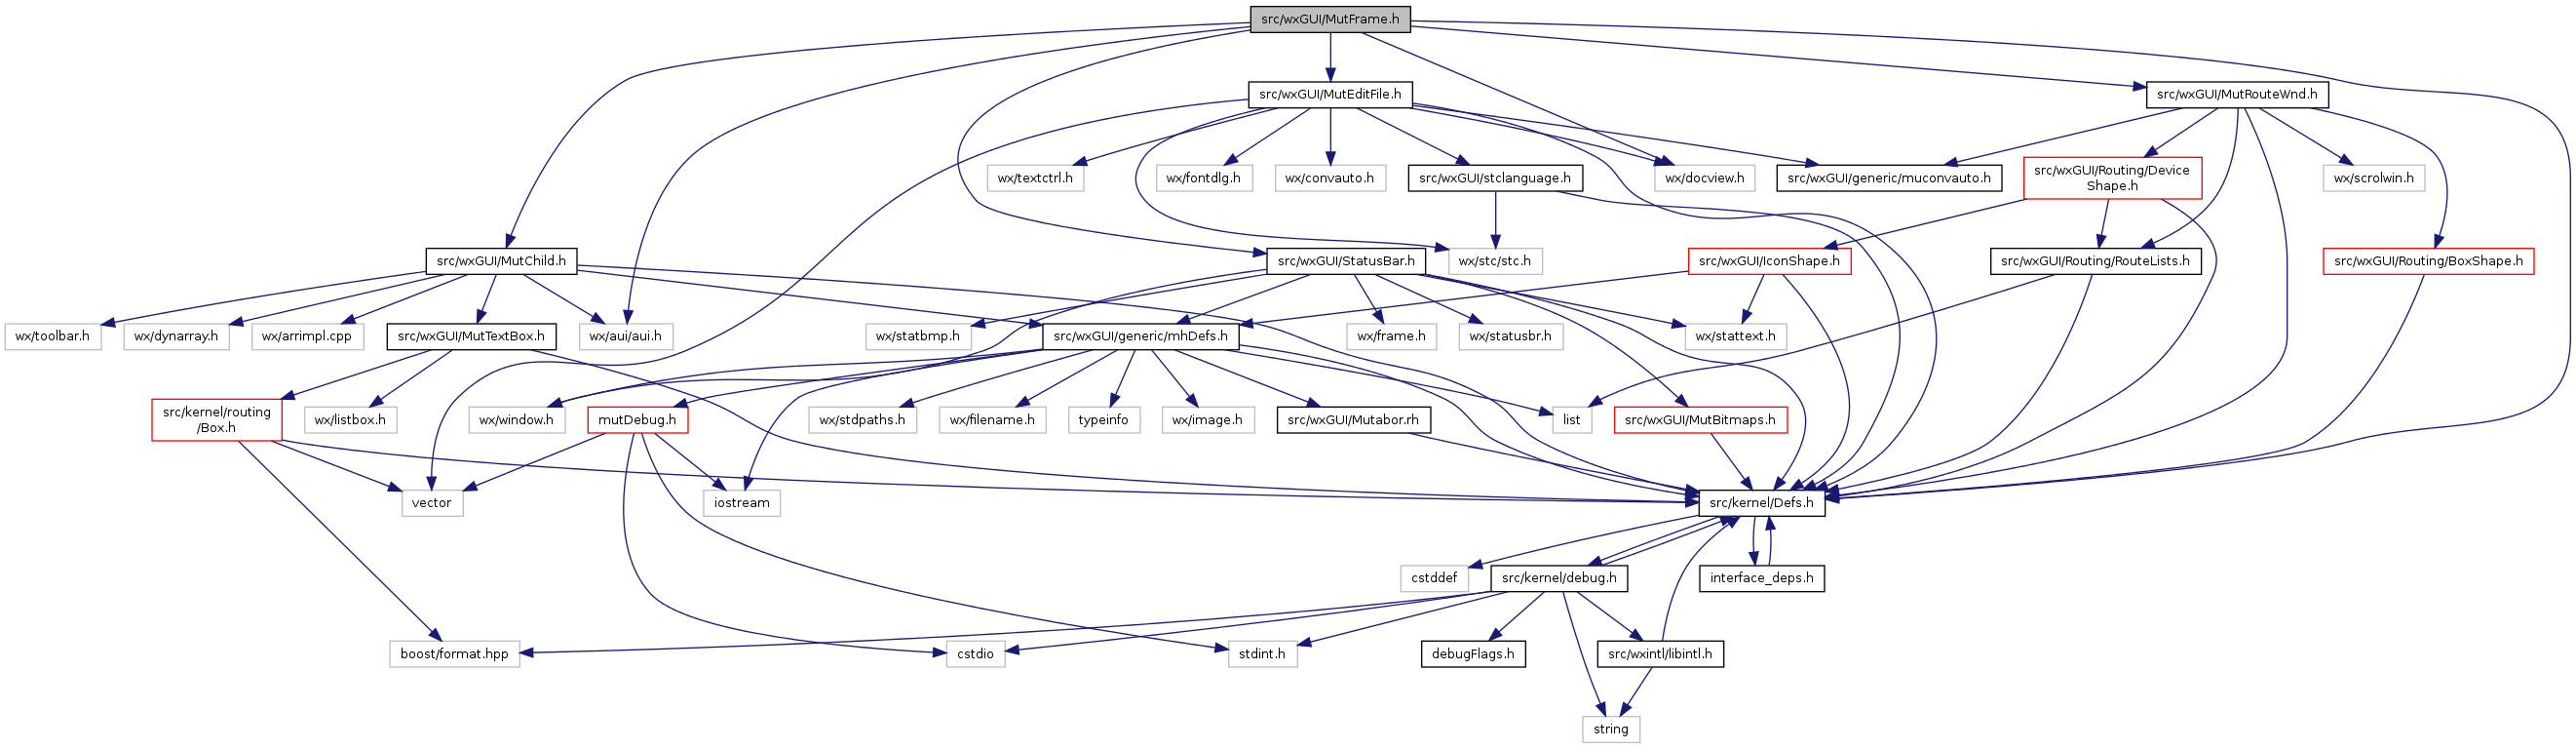 src/wxGUI/MutFrame.h
src/wxGUI/MutEditFile.h
src/wxGUI/MutRouteWnd.h
wx/textctrl.h
wx/fontdlg.h
wx/convauto.h
src/wxGUI/stclanguage.h
wx/docview.h
src/wxGUI/generic/muconvauto.h
src/wxGUI/Routing/Device
Shape.h
wx/scrolwin.h
src/wxGUI/MutChild.h
src/wxGUI/StatusBar.h
wx/stc/stc.h
src/wxGUI/IconShape.h
src/wxGUI/Routing/RouteLists.h
src/wxGUI/Routing/BoxShape.h
wx/toolbar.h
wx/dynarray.h
wx/arrimpl.cpp
src/wxGUI/MutTextBox.h
wx/aui/aui.h
wx/statbmp.h
src/wxGUI/generic/mhDefs.h
wx/frame.h
wx/statusbr.h
wx/stattext.h
src/kernel/routing
/Box.h
wx/listbox.h
wx/window.h
mutDebug.h
wx/stdpaths.h
wx/filename.h
typeinfo
wx/image.h
src/wxGUI/Mutabor.rh
list
src/wxGUI/MutBitmaps.h
vector
iostream
src/kernel/Defs.h
cstddef
src/kernel/debug.h
interface_deps.h
boost/format.hpp
cstdio
stdint.h
debugFlags.h
src/wxintl/libintl.h
string